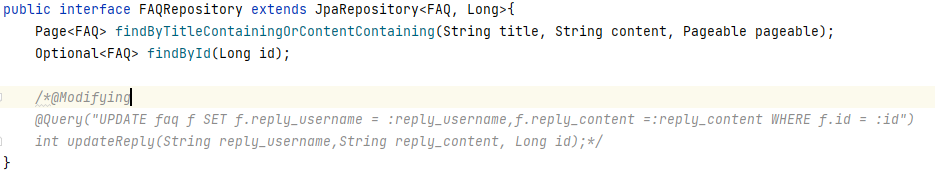 public interface FAQRepository extends JpaRepository<FAQ, Long>{
Page<FAQ> findByTitleContainingOrContentContaining(String title, String content, Pageable pageable);
Optional<FAQ> findById(Long id);
/*@Modifying
@Query("UPDATE faq f SET f.reply_username = :reply_username,f.reply_content =:reply_content WHERE f.id = :id")
int updateReply(String reply_username,String reply_content, Long id);*/
}